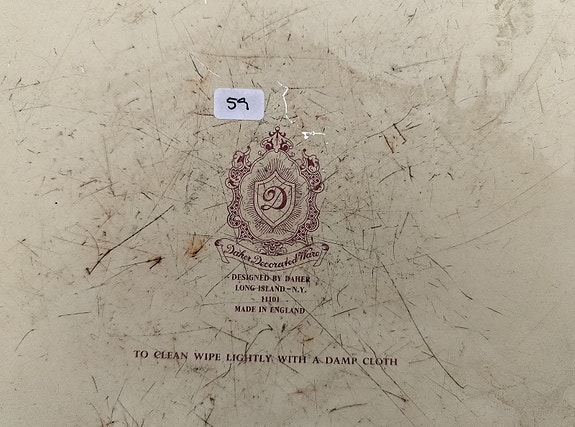 59
D
Daher Decorated Ware
DESIGNED BY DAHER
LONG ISLAND-N.Y.
11101
MADE IN ENGLAND
TO CLEAN WIPE LIGHTLY WITH A DAMP CLOTH